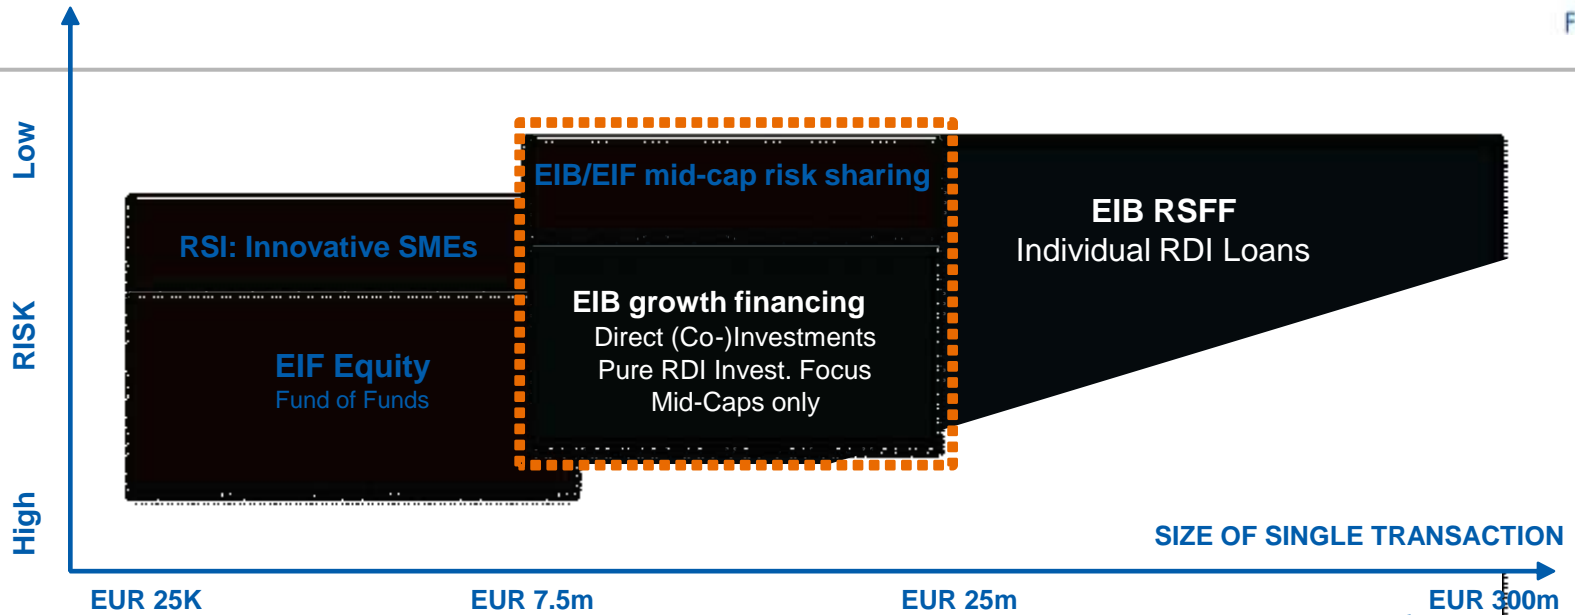 F
Low
EIB/EIF mid-cap risk sharing
EIB RSFF
Individual RDI Loans
RSI: Innovative SMEs
RISK
EIB growth financing
Direct (Co-)Investments
Pure RDI Invest. Focus
Mid-Caps only
EIF Equity
Fund of Funds
High
SIZE OF SINGLE TRANSACTION
EUR 25K
EUR 7.5m
EUR 25m
EUR 300m